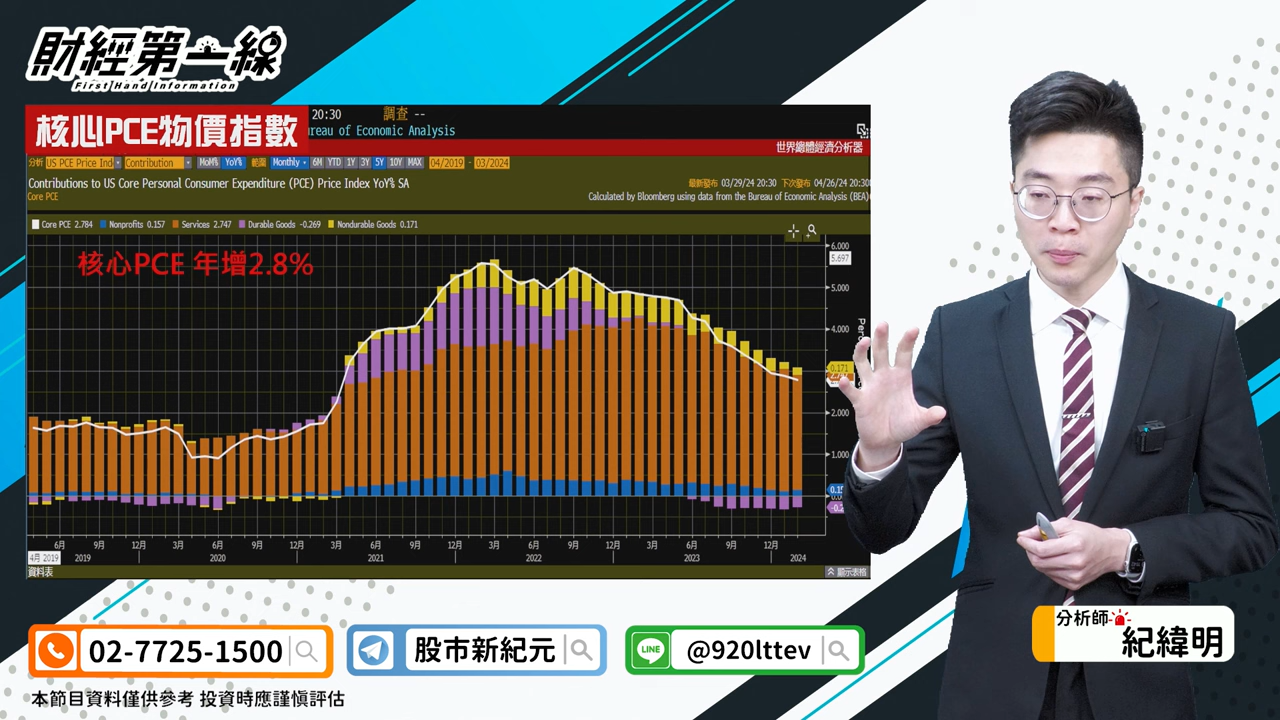 財經第一線
First Hand Information
核心PCE物價指數
20:30 調查 --
reau of Economic Analysis
世界總體經濟分析器
分析 US PCE Price Ind Contribution MoM% YoY% 範圍 Monthly 6M YTD 1Y 3Y 5Y 10Y MAX 04/2019 - 03/2024
Contributions to US Core Personal Consumer Expenditure (PCE) Price Index YoY% SA
最新發布 03/29/24 20:30 下次發布 04/26/24 20:30
Core PCE
Calculated by Bloomberg using data from the Bureau of Economic Analysis (BEA)
Core PCE 2.784 Nonprofits 0.157 Services 2.747 Durable Goods -0.269 Nondurable Goods 0.171
核心PCE 年增2.8%
6.000
5.697
5.000
4.000
0.171
2.000
1.000
6月 9月 12月 3月 6月 9月 12月 3月 6月 9月 12月 3月 6月 9月 12月 3月 6月 9月 12月
4月 2019 2019 2020 2021 2022 2023 2024
資料表
顯示表格
分析師
紀緯明
02-7725-1500
股市新紀元
LINE
@920lttev
本節目資料僅供參考 投資時應謹慎評估